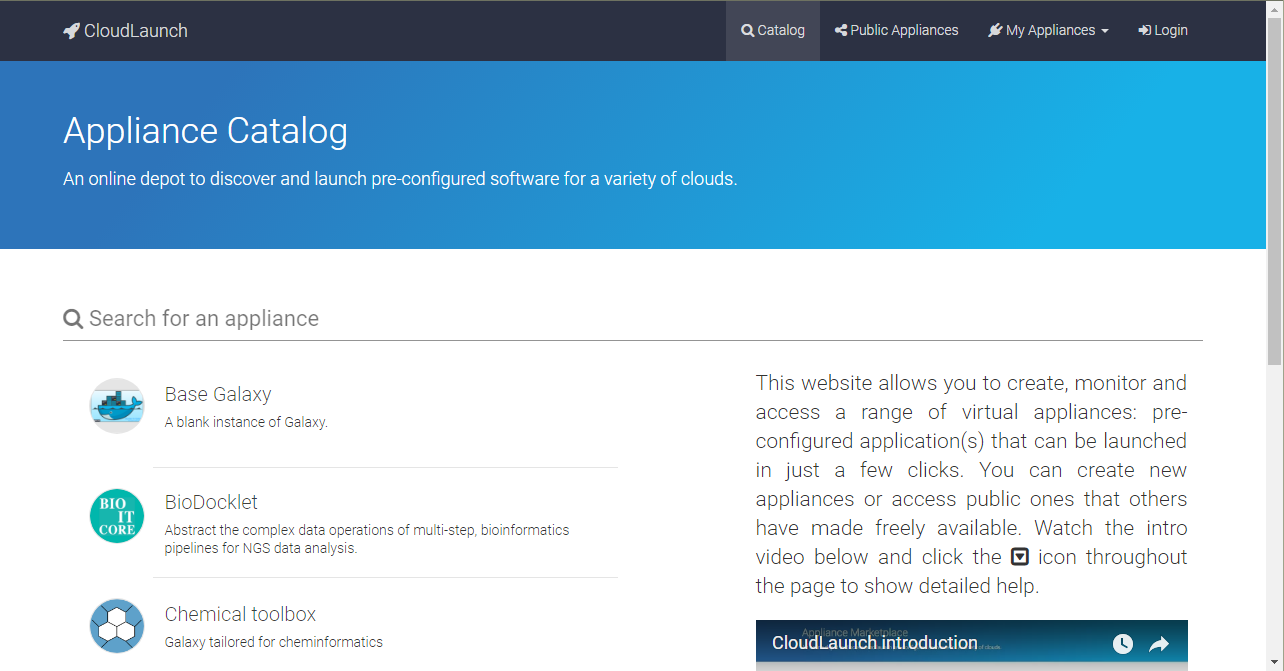 CloudLaunch
Catalog
Public Appliances
My Appliances
Login
Appliance Catalog
An online depot to discover and launch pre-configured software for a variety of clouds.
Search for an appliance
Base Galaxy
A blank instance of Galaxy.
BIO
IT
CORE
BioDocklet
Abstract the complex data operations of multi-step, bioinformatics
pipelines for NGS data analysis.
Chemical toolbox
Galaxy tailored for cheminformatics
This website allows you to create, monitor and
access a range of virtual appliances: pre-
configured application(s) that can be launched
in just a few clicks. You can create new
appliances or access public ones that others
have made freely available. Watch the intro
video below and click the icon throughout
the page to show detailed help.
Appliance Marketplace
CloudLaunch introduction
of clouds.